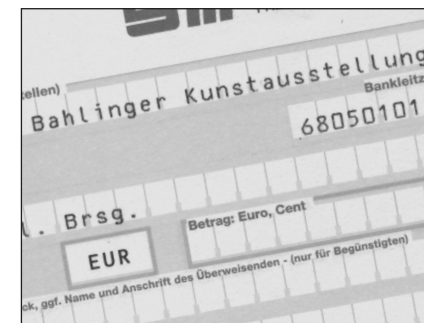 ellen)
Bahlinger Kunstausstellung
Bankleitz
68050101
l. Brsg.
EUR
Betrag: Euro, Cent
ck, ggf. Name und Anschrift des Überweisenden - (nur für Begünstigten)